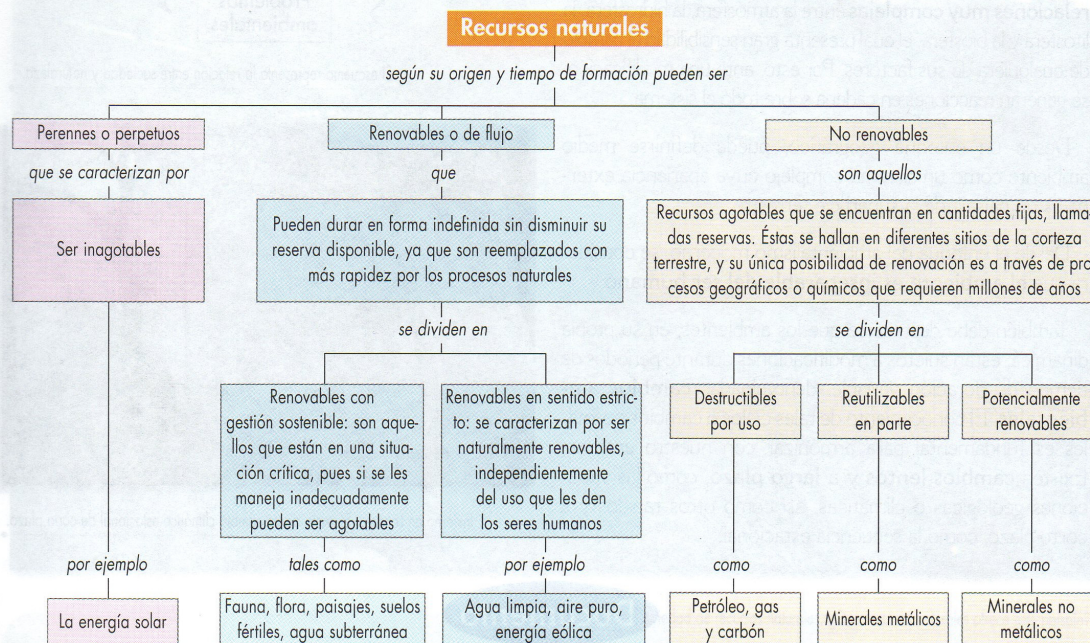 Recursos naturales
según su origen y tiempo de formación pueden ser
Perennes o perpetuos
que se caracterizan por
Ser inagotables
por ejemplo
La energía solar
Renovables o de flujo
que
Pueden durar en forma indefinida sin disminuir su
reserva disponible, ya que son reemplazados con
más rapidez por los procesos naturales
se dividen en
Renovables con
gestión sostenible: son aque-
llos que están en una situa-
ción crítica, pues si se les
maneja inadecuadamente
pueden ser agotables
tales como
Fauna, flora, paisajes, suelos
fértiles, agua subterránea
Renovables en sentido estric-
to: se caracterizan por ser
naturalmente renovables,
independientemente
del uso que les den
los seres humanos
por ejemplo
Agua limpia, aire puro,
energía eólica
No renovables
son aquellos
Recursos agotables que se encuentran en cantidades fijas, llama
das reservas. Éstas se hallan en diferentes sitios de la corteza
terrestre, y su única posibilidad de renovación es a través de pro
cesos geográficos o químicos que requieren millones de años
se dividen en
Destructibles
por uso
como
Petróleo, gas
y carbón
Reutilizables
en parte
como
Minerales metálicos
Potencialmente
renovables
como
Minerales no
metálicos